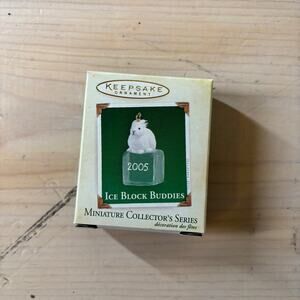 KEEPSAKE
ORNAMENT
2005
ICE BLOCK BUDDIES
MINIATURE COLLECTOR'S SERIES
décoration des fêtes